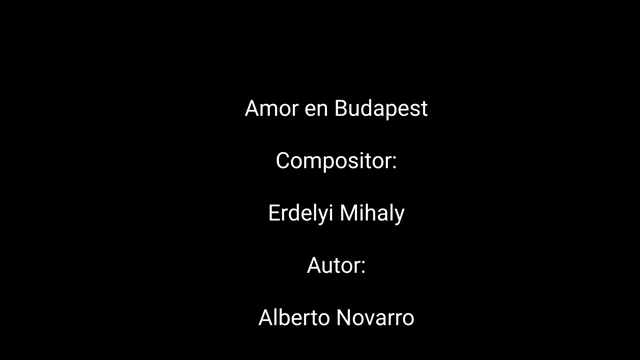 Amor en Budapest
Compositor:
Erdelyi Mihaly
Autor:
Alberto Novarro